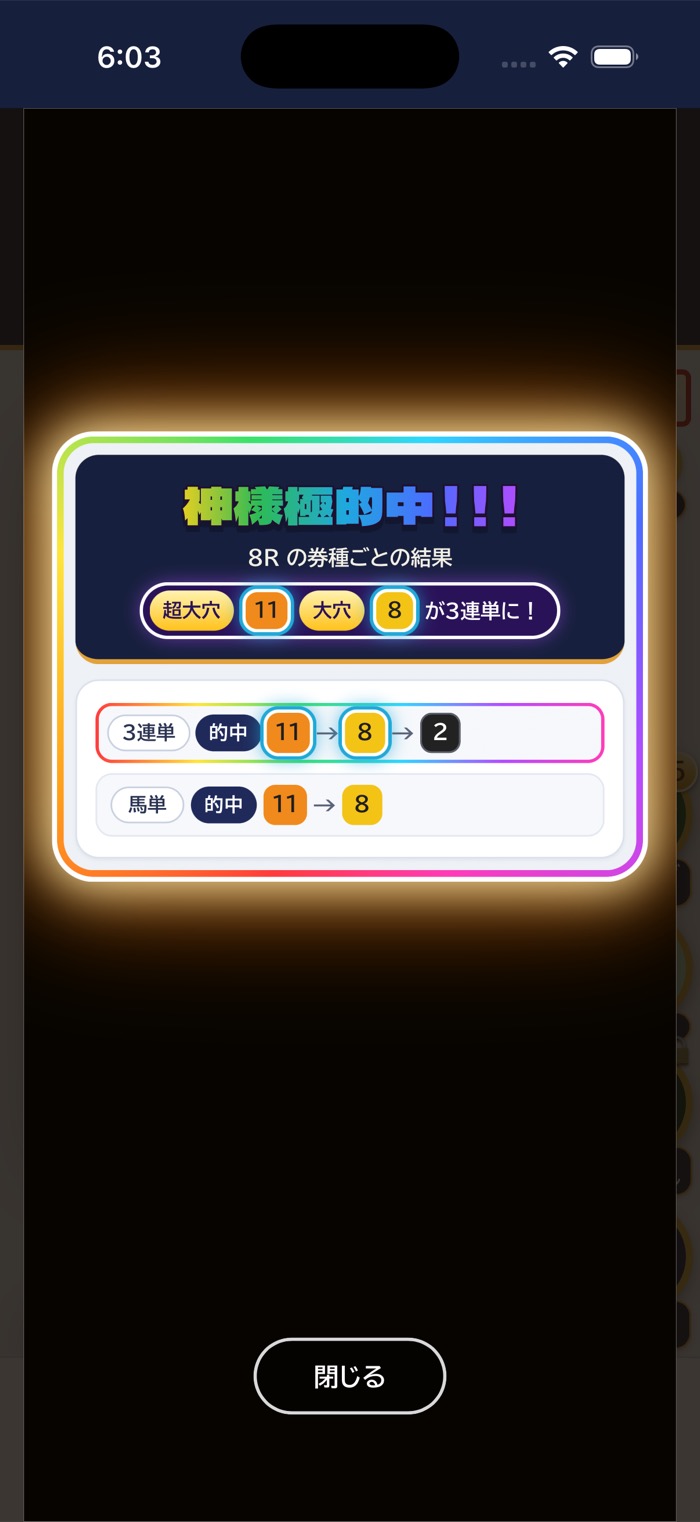 6:03
神様極的中!!!
8R の券種ごとの結果
超大穴 11 大穴 8 が3連単に！
3連単 的中 11→8→2
馬単 的中 11→8
閉じる